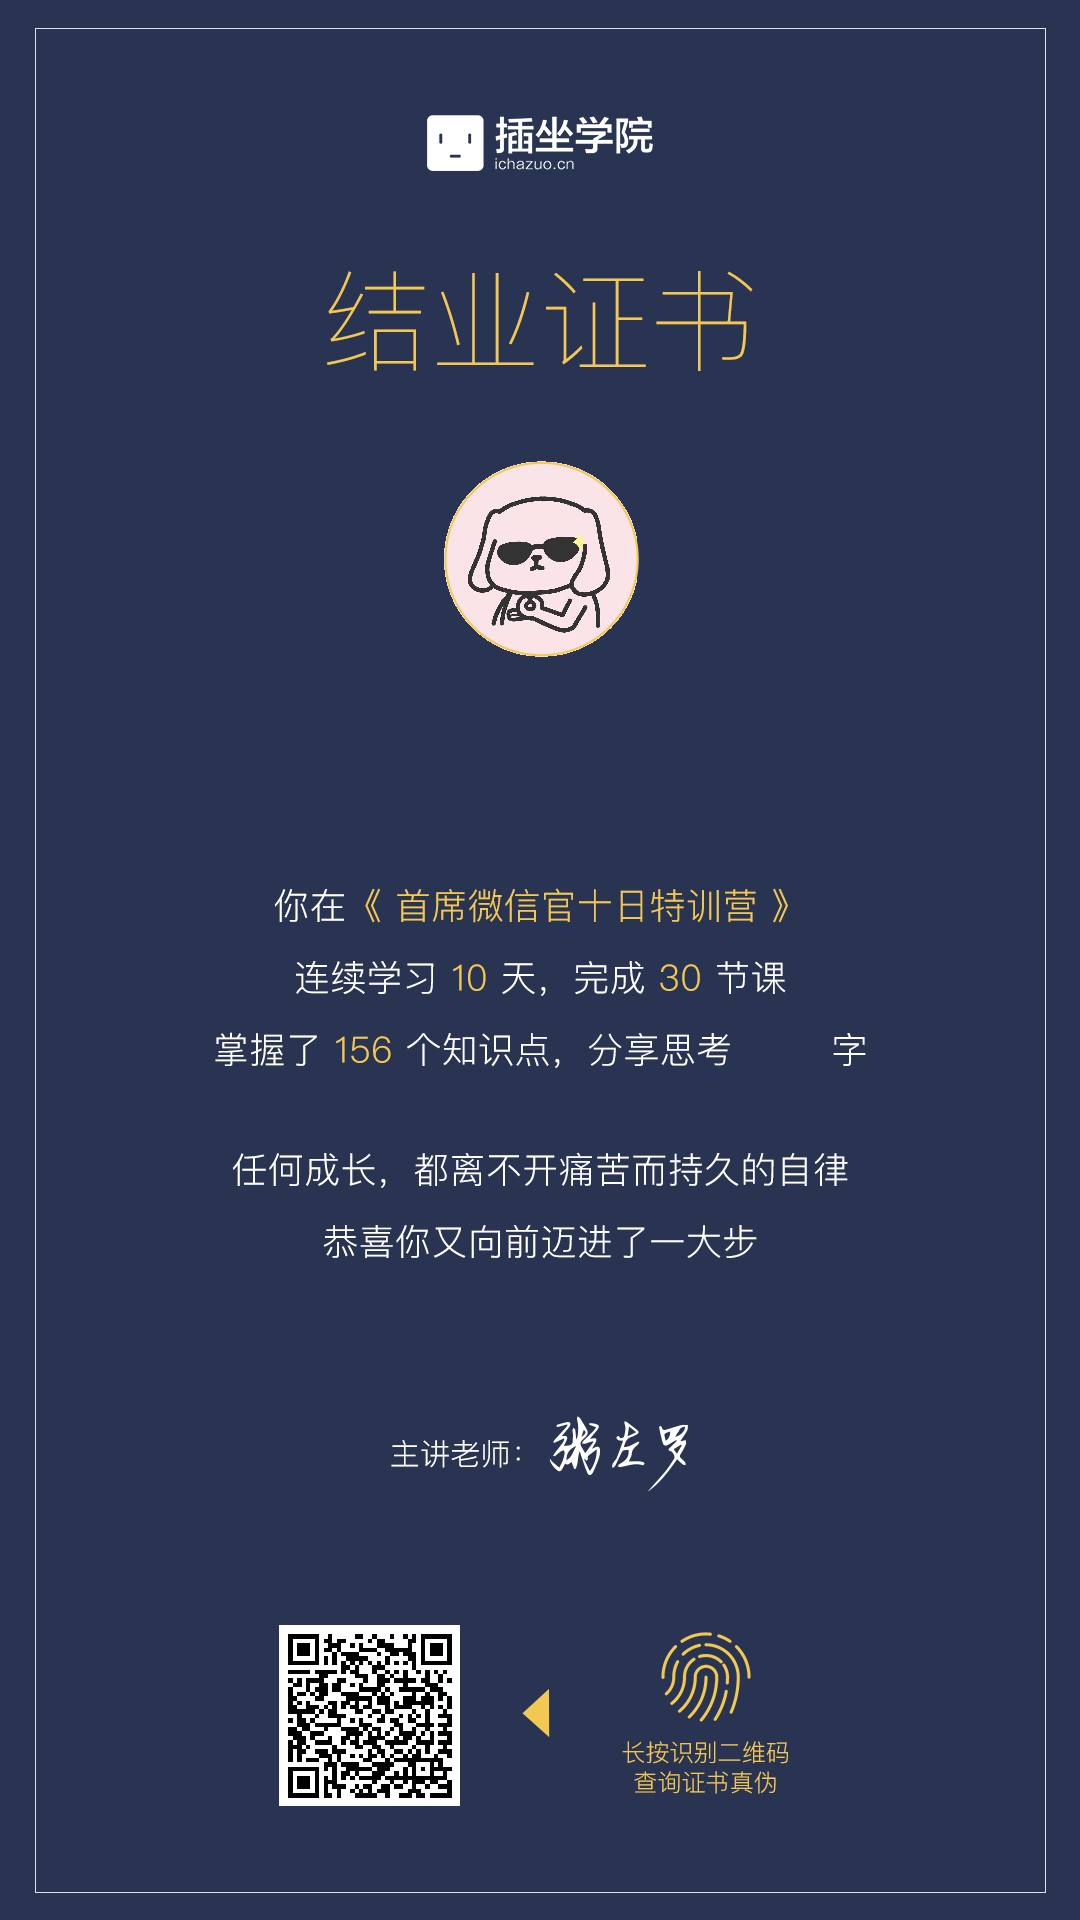 插坐学院
ichazuo.cn
结业证书
你在《 首席微信官十日特训营 》
连续学习 10 天，完成 30 节课
掌握了 156 个知识点，分享思考 字
任何成长，都离不开痛苦而持久的自律
恭喜你又向前迈进了一大步
主讲老师：粥左罗
长按识别二维码
查询证书真伪